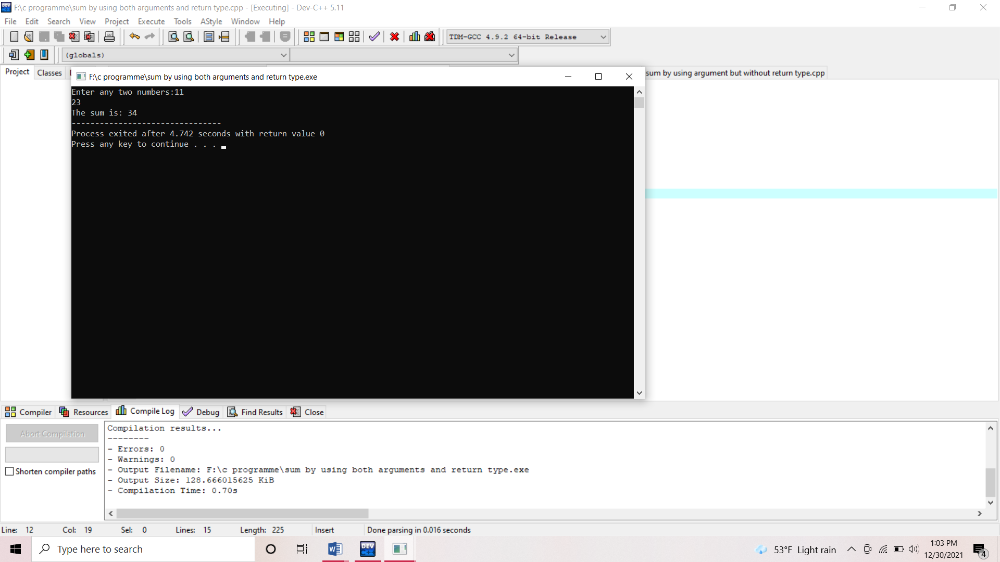 F:\c programme\sum by using both arguments and return type.cpp - [Executing] - Dev-C++ 5.11
File Edit Search View Project Execute Tools AStyle Window Help
TDM-GCC 4.9.2 64-bit Release
(globals)
Project Classes
sum by using argument but without return type.cpp
F:\c programme\sum by using both arguments and return type.exe
Enter any two numbers:11
23
The sum is: 34
--------------------------------
Process exited after 4.742 seconds with return value 0
Press any key to continue . . .
Compiler Resources Compile Log Debug Find Results Close
Abort Compilation
Shorten compiler paths
Compilation results...
--------
- Errors: 0
- Warnings: 0
- Output Filename: F:\c programme\sum by using both arguments and return type.exe
- Output Size: 128.666015625 KiB
- Compilation Time: 0.70s
Line: 12 Col: 19 Sel: 0 Lines: 15 Length: 225 Insert Done parsing in 0.016 seconds
Type here to search
DEV C++
53°F Light rain
1:03 PM
12/30/2021
4